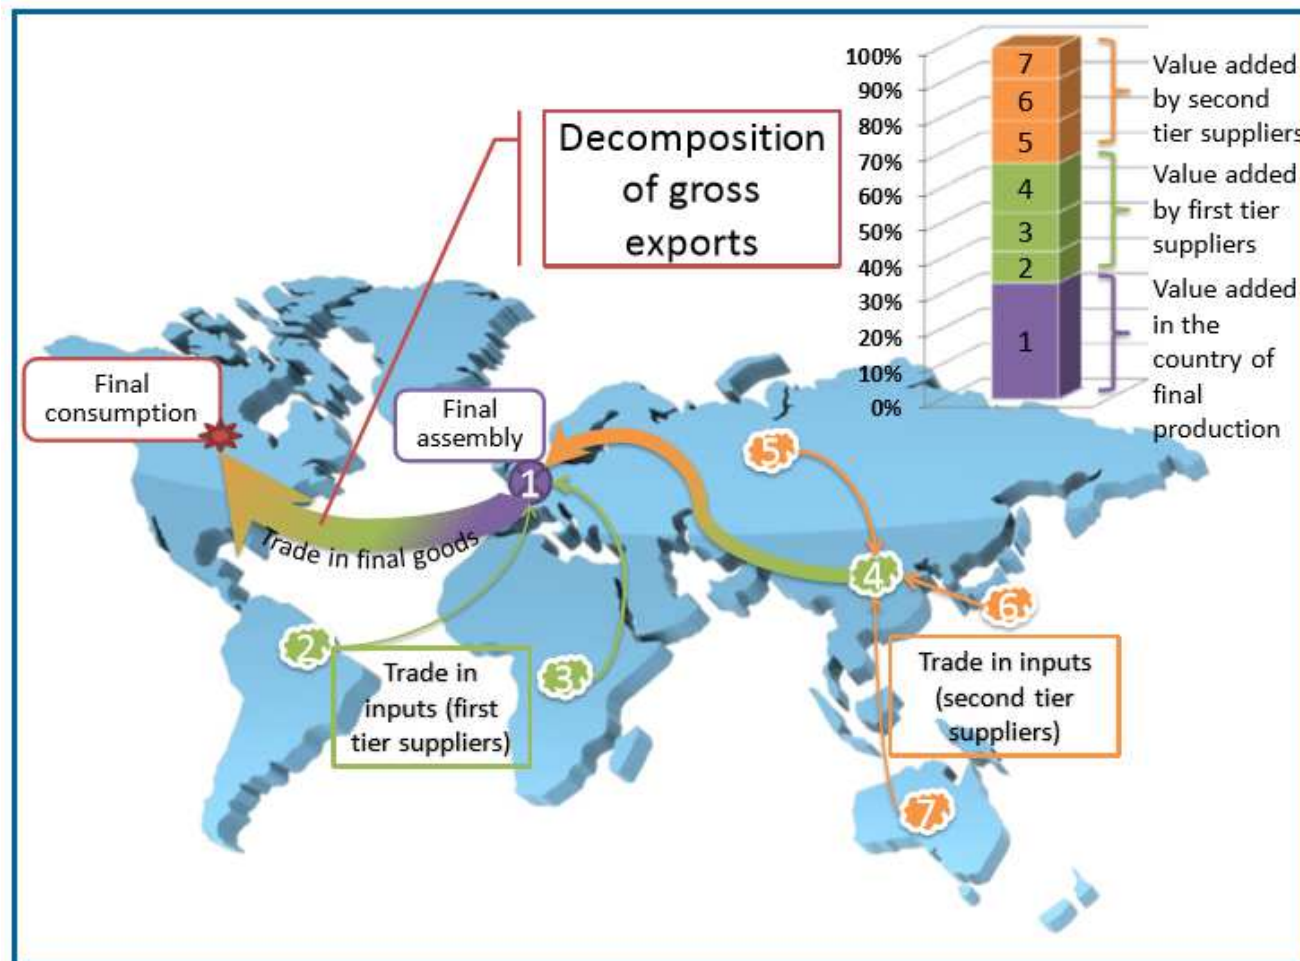 Decomposition
of gross
exports
100%
90%
80%
70%
60%
50%
40%
30%
20%
10%
0%
7
6
5
4
3
2
1
Value added
by second
tier suppliers
Value added
by first tier
suppliers
Value added
in the
country of
final
production
Final
consumption
Final
assembly
1
Trade in final goods
2
3
4
5
6
7
Trade in
inputs (first
tier suppliers)
Trade in inputs
(second tier
suppliers)